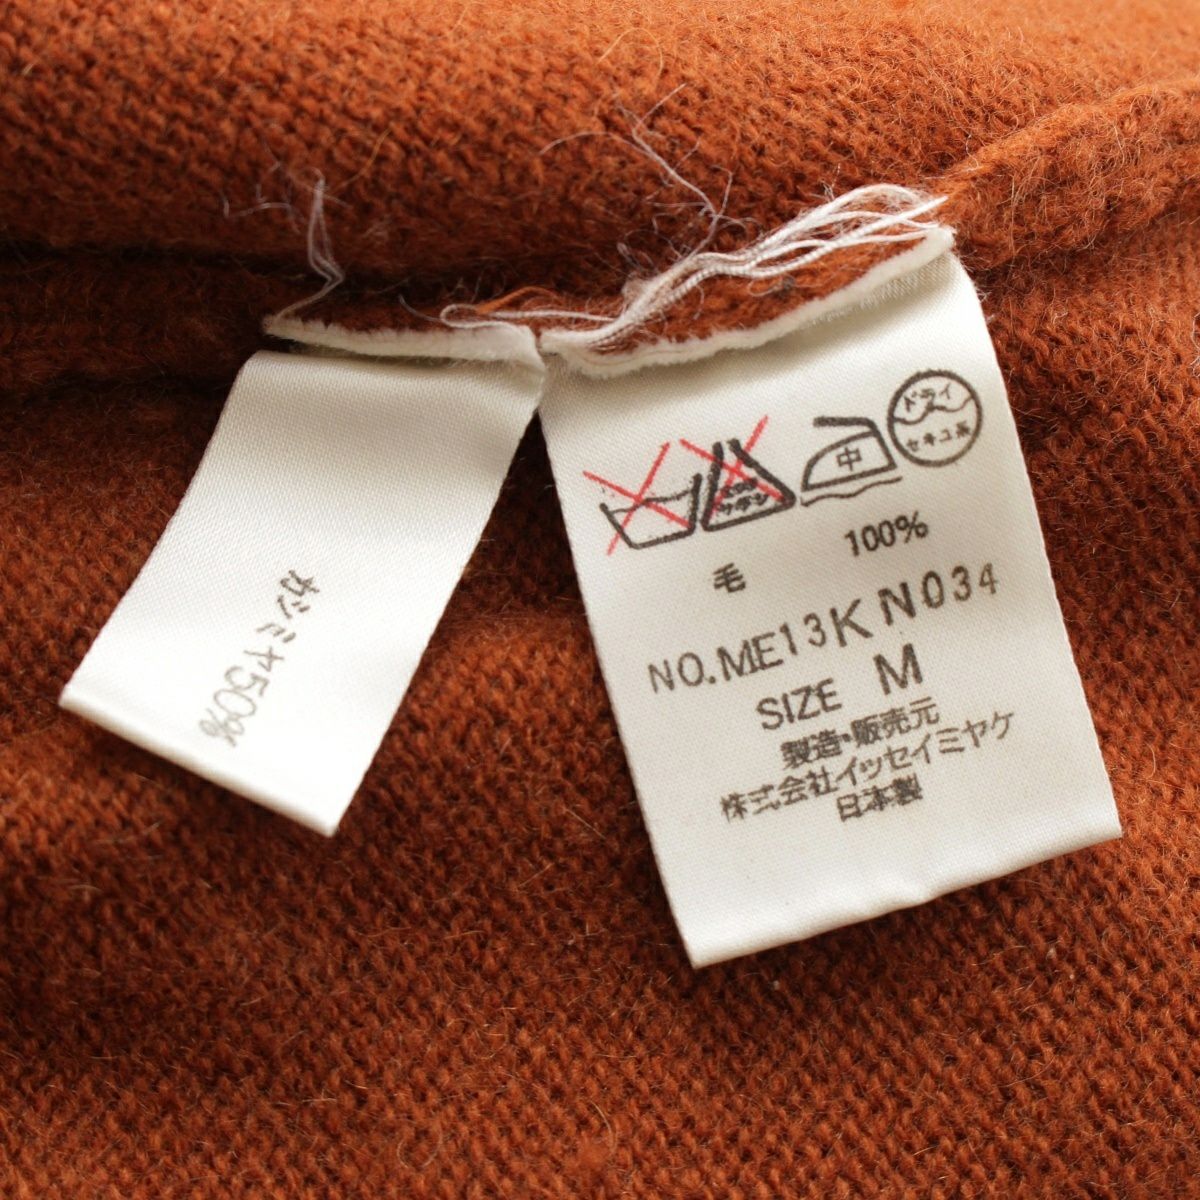 カシミヤ50%
中
ドライ
セキユ系
毛 100%
NO.ME13KN034
SIZE M
製造・販売元
株式会社イッセイミヤケ
日本製